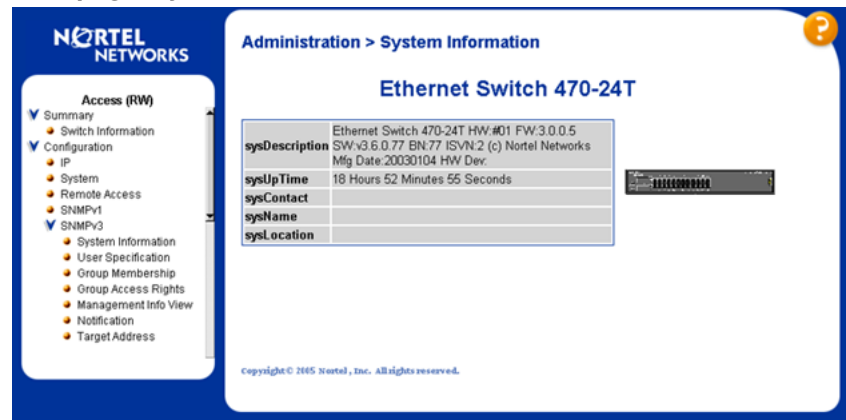 NORTEL
NETWORKS
Access (RW)
Summary
Switch Information
Configuration
IP
System
Remote Access
SNMPv1
SNMPv3
System Information
User Specification
Group Membership
Group Access Rights
Management Info View
Notification
Target Address
Administration > System Information
?
Ethernet Switch 470-24T
sysDescription
Ethernet Switch 470-24T HW:#01 FW:3.0.0.5
SW:v3.6.0.77 BN:77 ISVN:2 (c) Nortel Networks
Mfg Date:20030104 HW Dev:
sysUpTime 18 Hours 52 Minutes 55 Seconds
sysContact
sysName
sysLocation
Copyright© 2005 Nortel, Inc. All rights reserved.